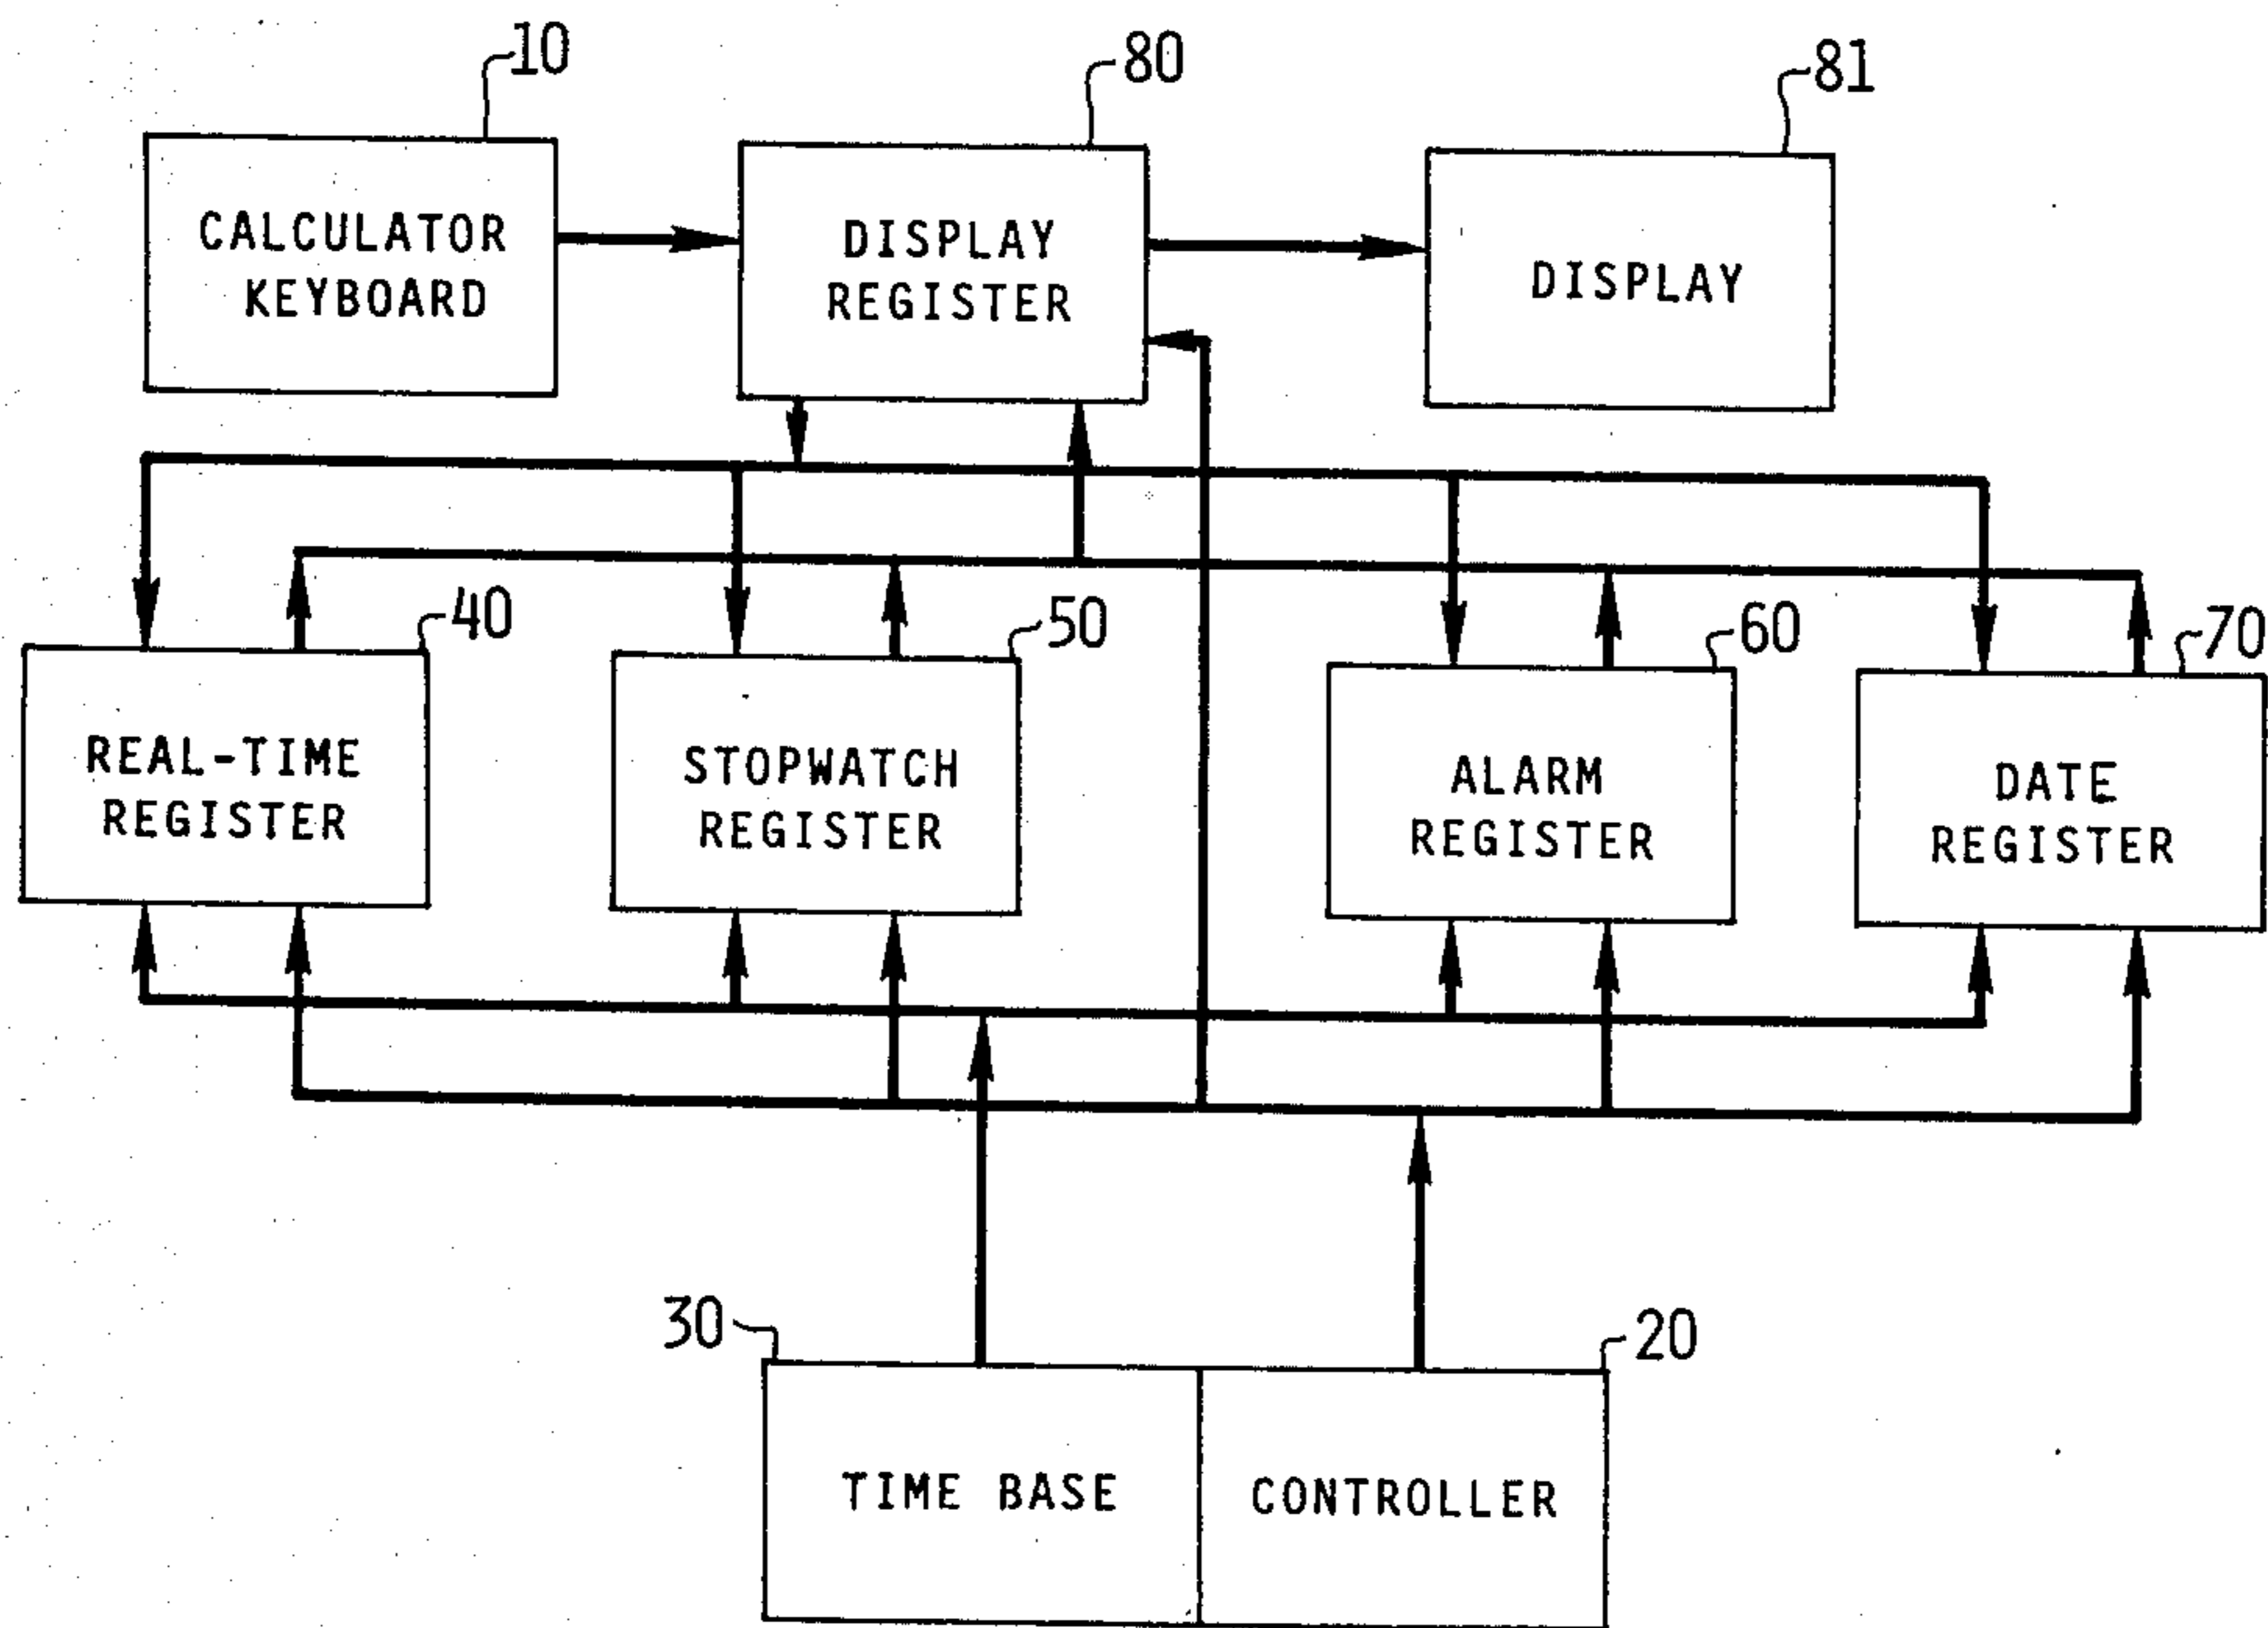 10
80
81
CALCULATOR
KEYBOARD
DISPLAY
REGISTER
DISPLAY
40
50
60
70
REAL-TIME
REGISTER
STOPWATCH
REGISTER
ALARM
REGISTER
DATE
REGISTER
30
20
TIME BASE
CONTROLLER